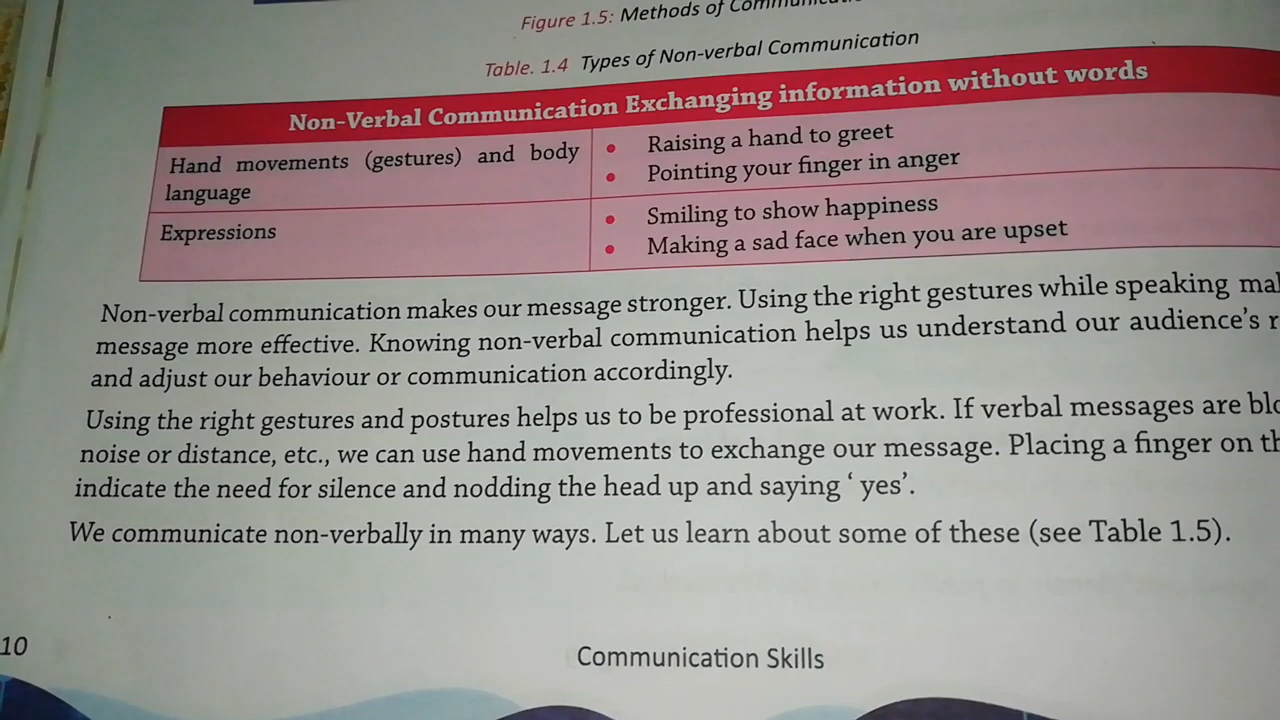 Figure 1.5: Methods of
Table. 1.4 Types of Non-verbal Communication
Non-Verbal Communication Exchanging information without words
Hand movements (gestures) and body
language
• Raising a hand to greet
• Pointing your finger in anger
Expressions
• Smiling to show happiness
• Making a sad face when you are upset
Non-verbal communication makes our message stronger. Using the right gestures while speaking
message more effective. Knowing non-verbal communication helps us understand our audience's
and adjust our behaviour or communication accordingly.
Using the right gestures and postures helps us to be professional at work. If verbal messages are
noise or distance, etc., we can use hand movements to exchange our message. Placing a finger on
indicate the need for silence and nodding the head up and saying ‘ yes’.
We communicate non-verbally in many ways. Let us learn about some of these (see Table 1.5).
10
Communication Skills